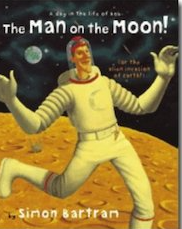 A day in the life of Bob.
The Man on the Moon!
(or the
alien invasion
of earth!)
by Simon Bartram